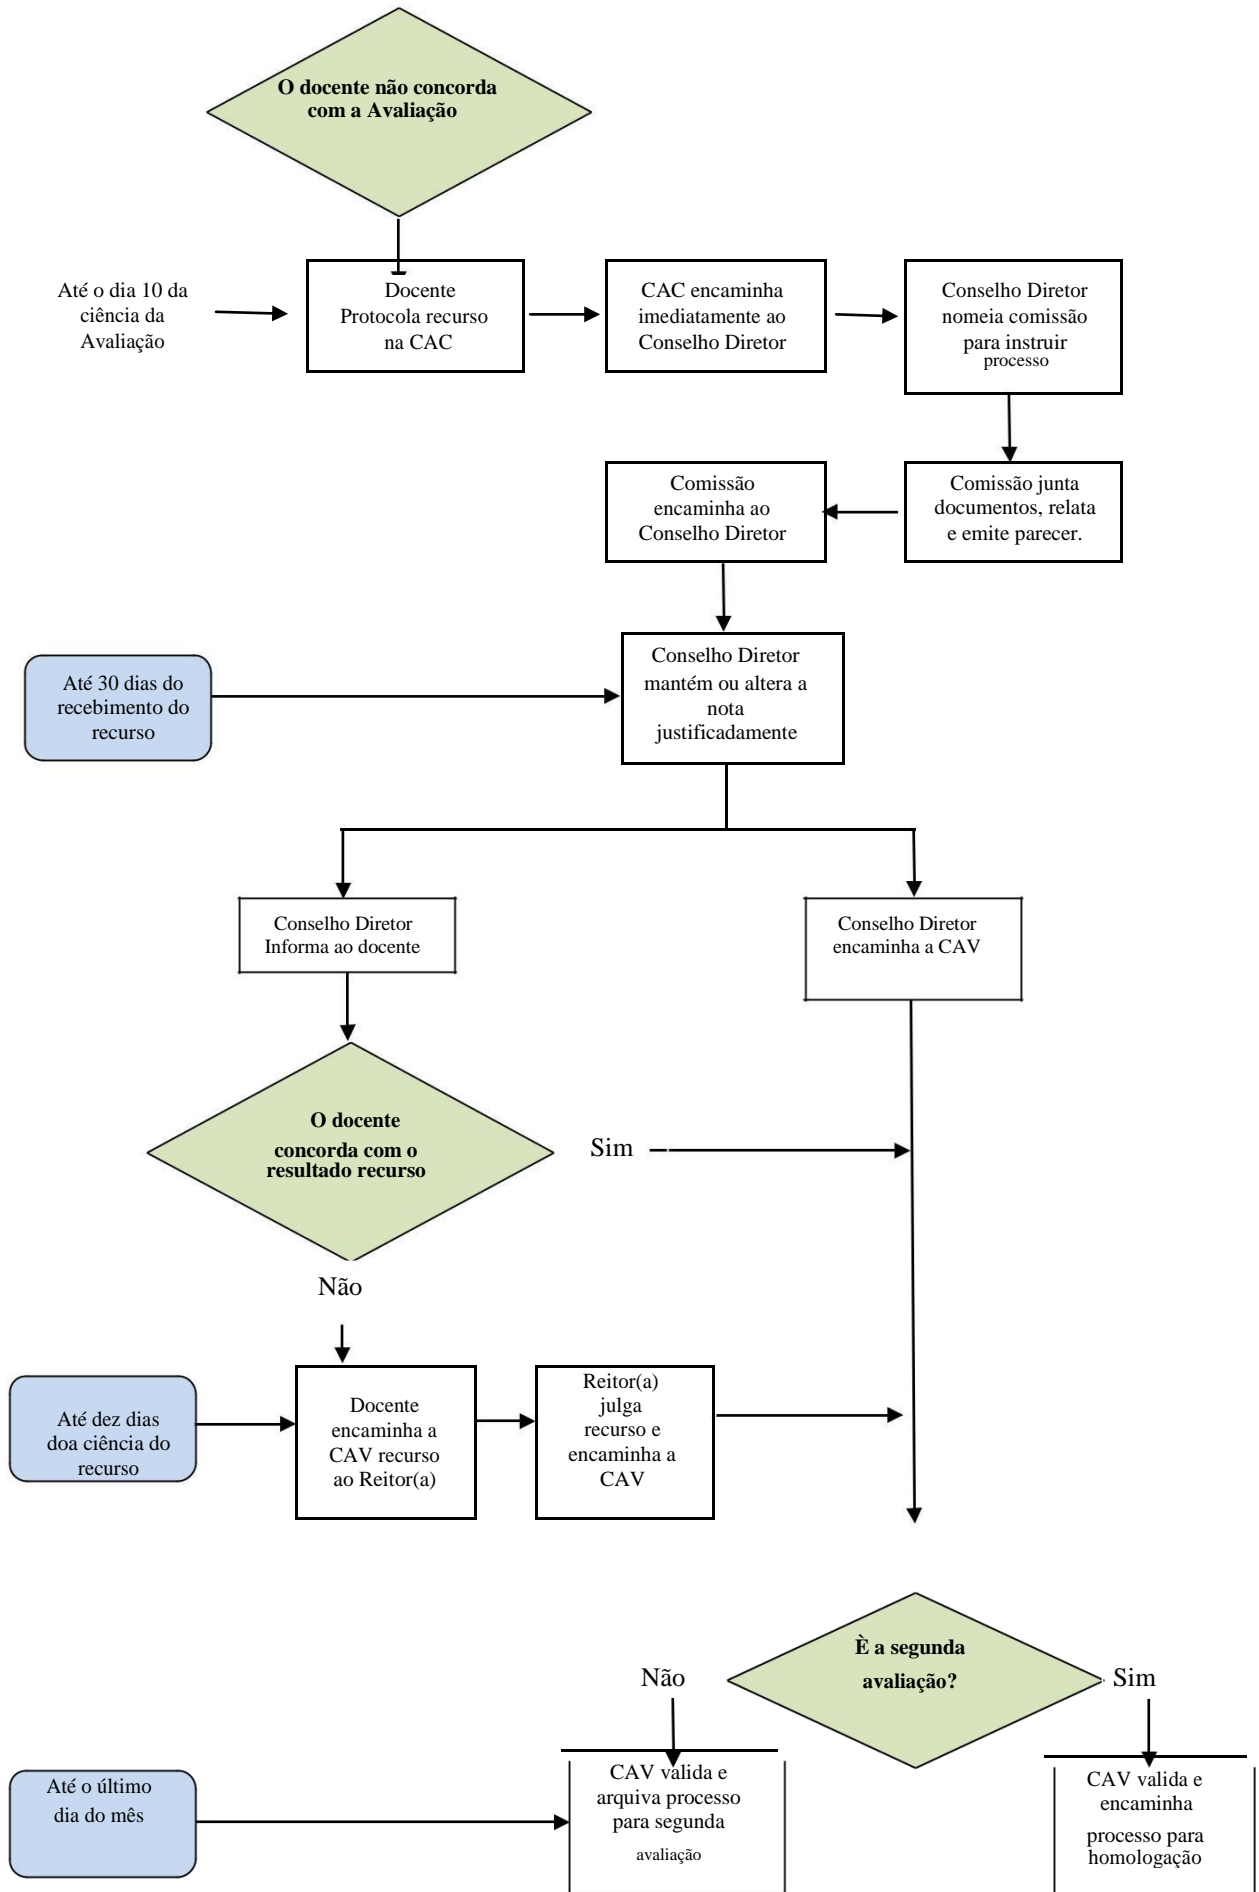 O docente não concorda
com a Avaliação
Até o dia 10 da
ciência da
Avaliação
Docente
Protocola recurso
na CAC
CAC encaminha
imediatamente ao
Conselho Diretor
Conselho Diretor
nomeia comissão
para instruir
processo
Comissão
encaminha ao
Conselho Diretor
Comissão junta
documentos, relata
e emite parecer.
Até 30 dias do
recebimento do
recurso
Conselho Diretor
mantém ou altera a
nota
justificadamente
Conselho Diretor
Informa ao docente
Conselho Diretor
encaminha a CAV
O docente
concorda com o
resultado recurso
Sim
Não
Até dez dias
doa ciência do
recurso
Docente
encaminha a
CAV recurso
ao Reitor(a)
Reitor(a)
julga
recurso e
encaminha a
CAV
È a segunda
avaliação?
Não
Sim
Até o último
dia do mês
CAV valida e
arquiva processo
para segunda
avaliação
CAV valida e
encaminha
processo para
homologação